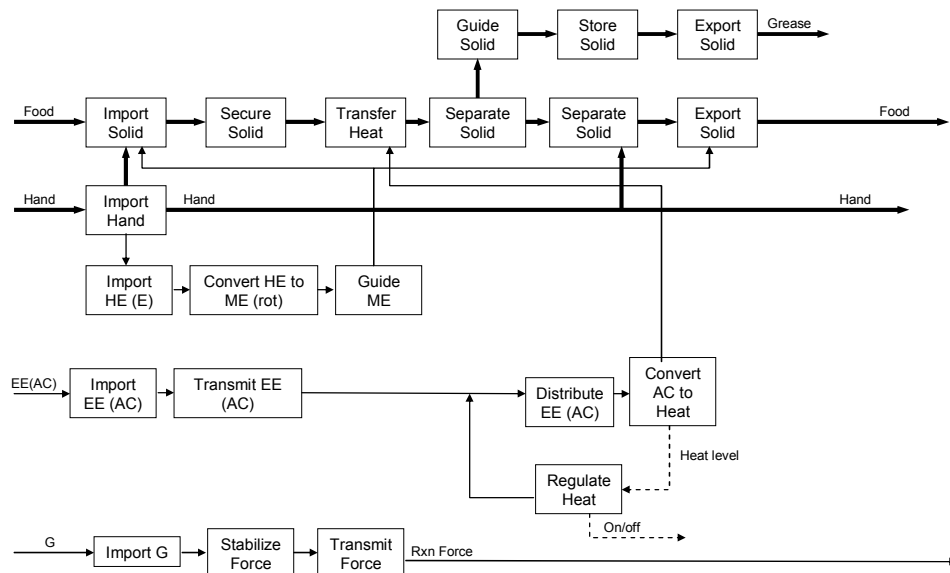 Guide
Solid
Store
Solid
Export
Solid
Grease
Food
Import
Solid
Secure
Solid
Transfer
Heat
Separate
Solid
Separate
Solid
Export
Solid
Food
Hand
Import
Hand
Hand
Hand
Import
HE (E)
Convert HE to
ME (rot)
Guide
ME
EE(AC)
Import
EE (AC)
Transmit EE
(AC)
Distribute
EE (AC)
Convert
AC to
Heat
Heat level
Regulate
Heat
On/off
G
Import G
Stabilize
Force
Transmit
Force
Rxn Force